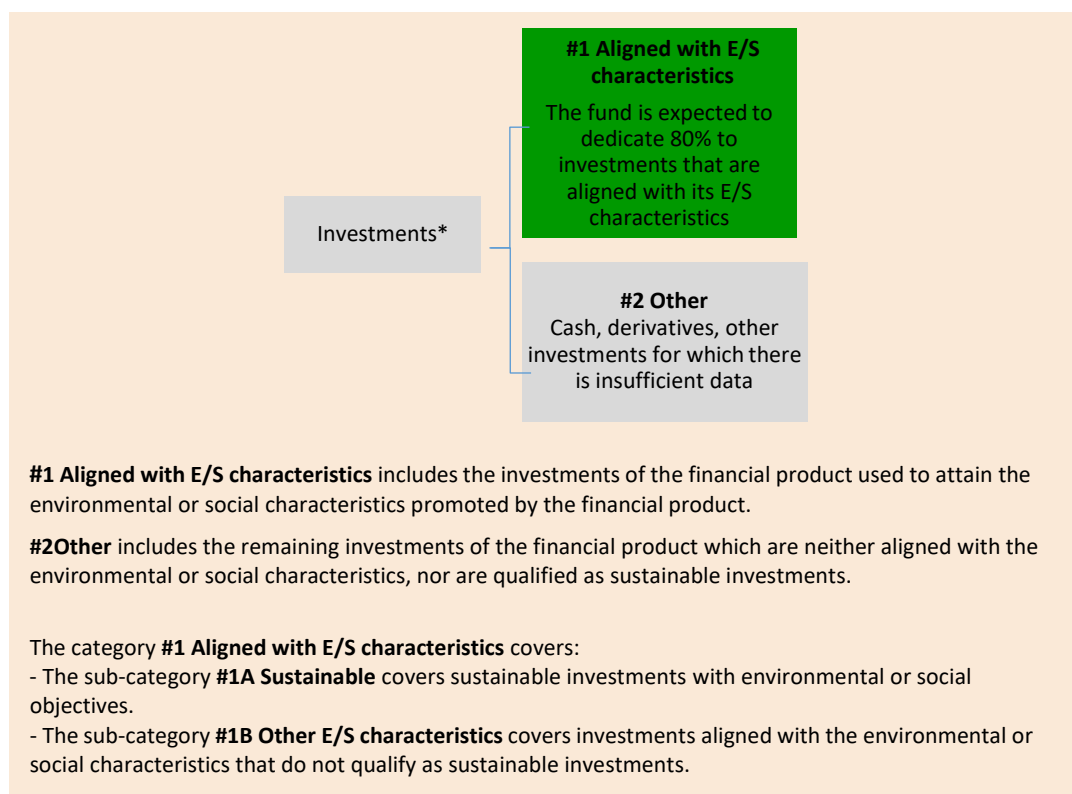 #1 Aligned with E/S
characteristics
The fund is expected to
dedicate 80% to
investments that are
aligned with its E/S
characteristics
Investments*
#2 Other
Cash, derivatives, other
investments for which there
is insufficient data
#1 Aligned with E/S characteristics includes the investments of the financial product used to attain the
environmental or social characteristics promoted by the financial product.
#2Other includes the remaining investments of the financial product which are neither aligned with the
environmental or social characteristics, nor are qualified as sustainable investments.
The category #1 Aligned with E/S characteristics covers:
- The sub-category #1A Sustainable covers sustainable investments with environmental or social
objectives.
- The sub-category #1B Other E/S characteristics covers investments aligned with the environmental or
social characteristics that do not qualify as sustainable investments.